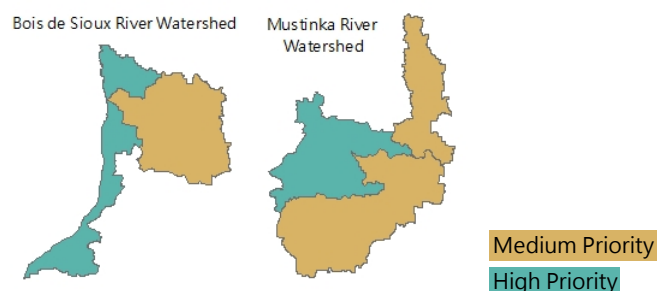 Bois de Sioux River Watershed
Mustinka River
Watershed
Medium Priority
High Priority